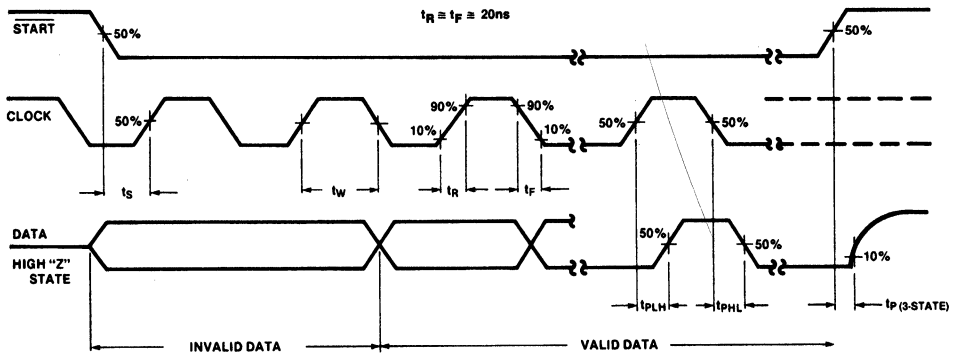 t_R ≅ t_F ≅ 20ns
START
50%
50%
CLOCK
50%
90%
90%
10%
10%
50%
50%
t_S
t_W
t_R
t_F
DATA
50%
50%
HIGH "Z"
STATE
10%
t_PLH
t_PHL
t_P (3-STATE)
INVALID DATA
VALID DATA